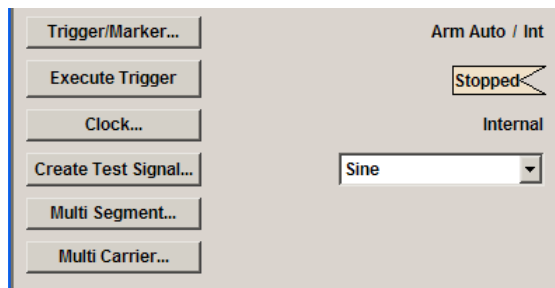 Trigger/Marker... Arm Auto / Int
Execute Trigger Stopped
Clock... Internal
Create Test Signal... Sine
Multi Segment...
Multi Carrier...